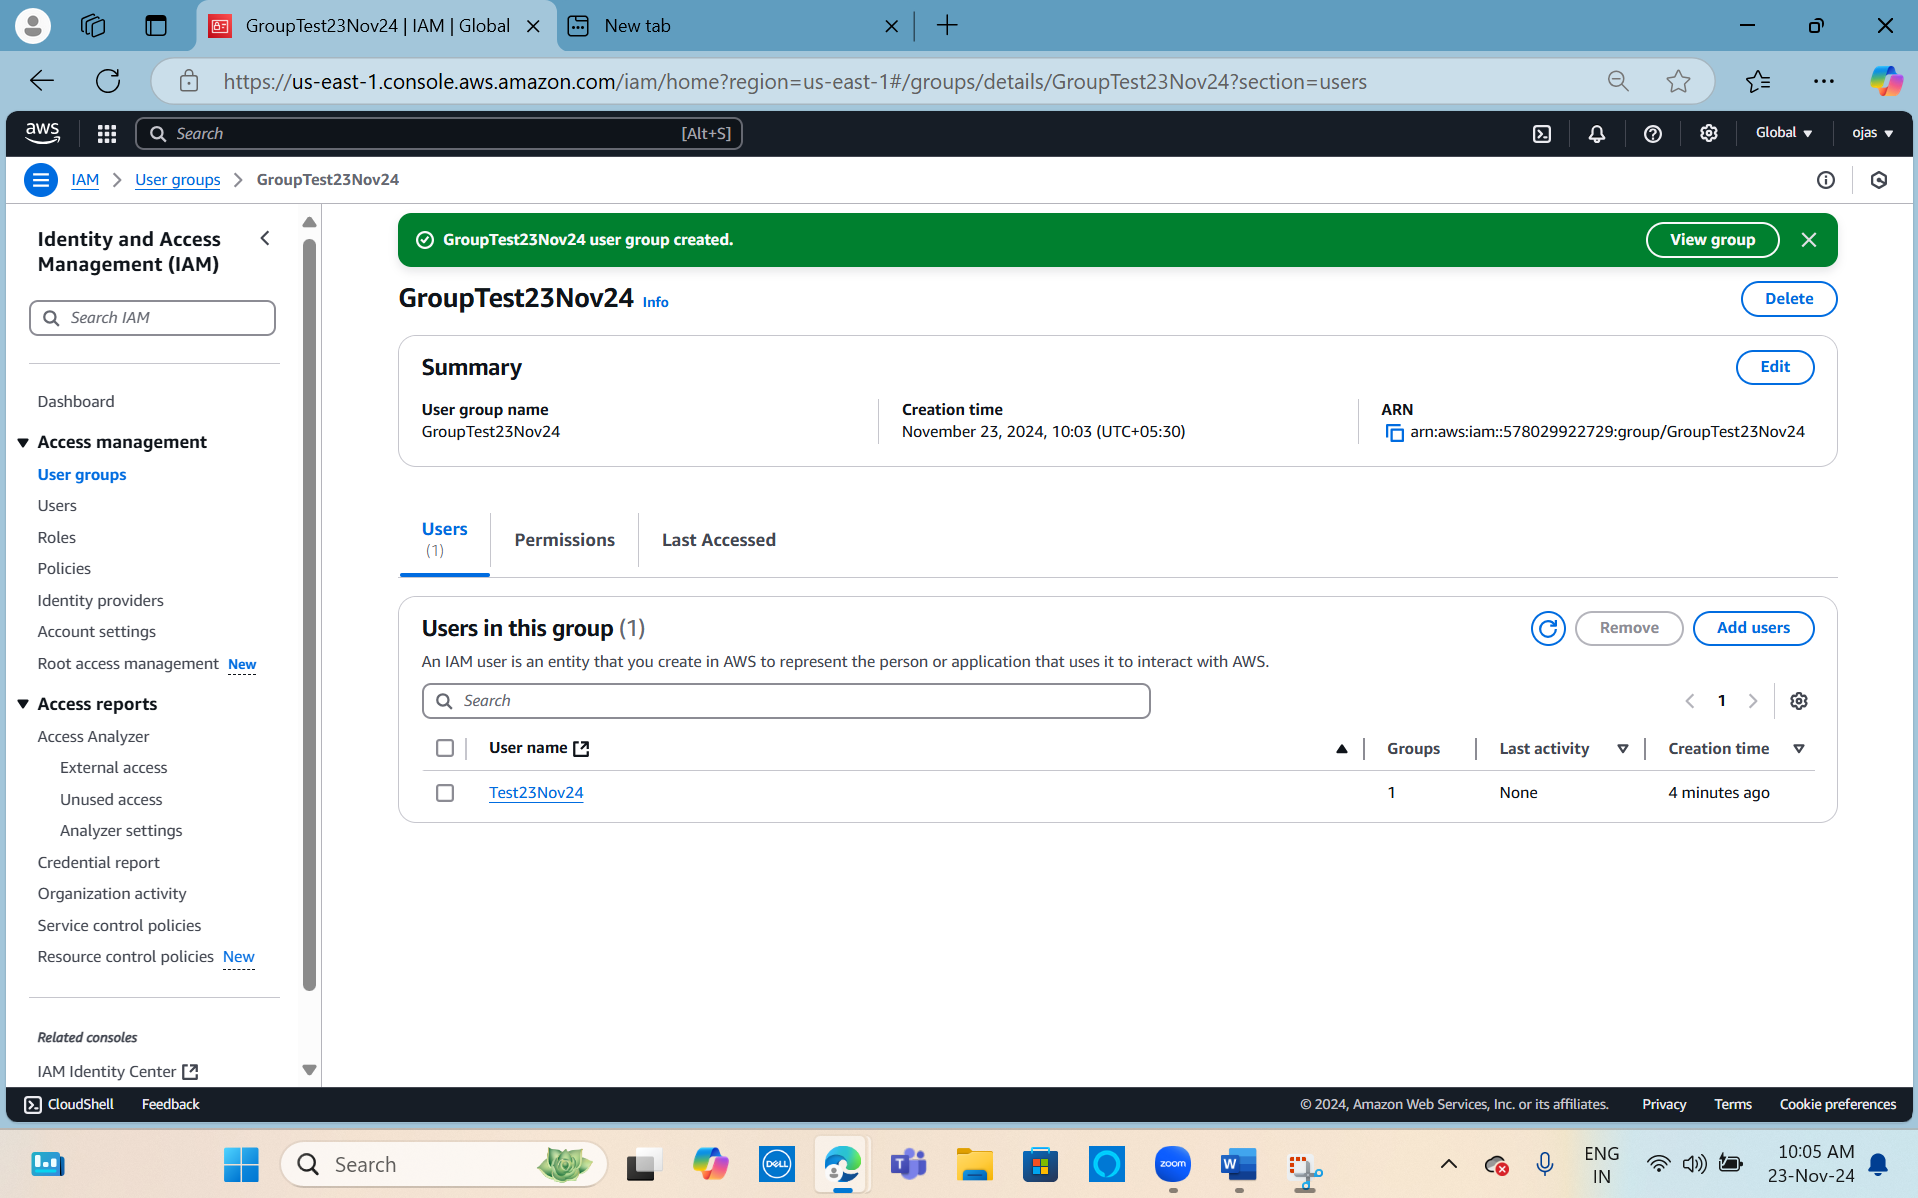 GroupTest23Nov24 | IAM | Global
New tab
https://us-east-1.console.aws.amazon.com/iam/home?region=us-east-1#/groups/details/GroupTest23Nov24?section=users
aws
Search
[Alt+S]
Global
ojas
IAM
User groups
GroupTest23Nov24
Identity and Access
Management (IAM)
Search IAM
Dashboard
Access management
User groups
Users
Roles
Policies
Identity providers
Account settings
Root access management New
Access reports
Access Analyzer
External access
Unused access
Analyzer settings
Credential report
Organization activity
Service control policies
Resource control policies New
Related consoles
IAM Identity Center
GroupTest23Nov24 user group created.
View group
GroupTest23Nov24 Info
Delete
Summary
Edit
User group name
GroupTest23Nov24
Creation time
November 23, 2024, 10:03 (UTC+05:30)
ARN
arn:aws:iam::578029922729:group/GroupTest23Nov24
Users
(1)
Permissions
Last Accessed
Users in this group (1)
Remove
Add users
An IAM user is an entity that you create in AWS to represent the person or application that uses it to interact with AWS.
Search
1
User name
Groups
Last activity
Creation time
Test23Nov24
1
None
4 minutes ago
CloudShell
Feedback
© 2024, Amazon Web Services, Inc. or its affiliates.
Privacy
Terms
Cookie preferences
Search
DELL
zoom
W
ENG
IN
10:05 AM
23-Nov-24